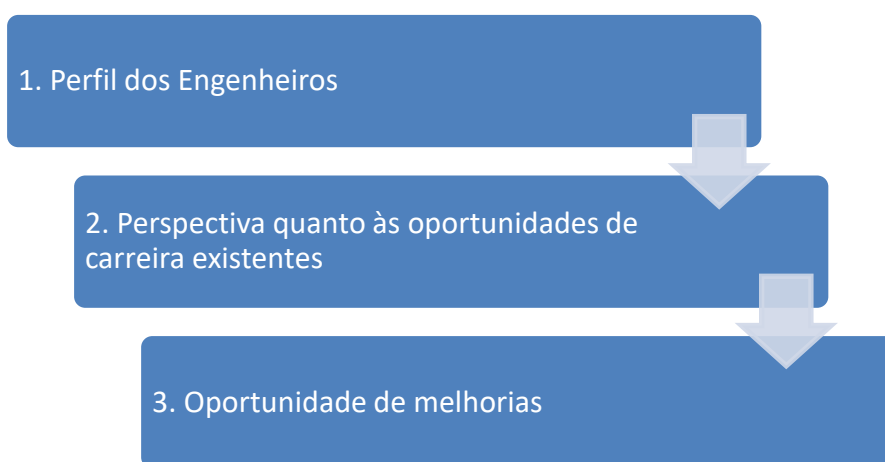 1. Perfil dos Engenheiros
2. Perspectiva quanto às oportunidades de
carreira existentes
3. Oportunidade de melhorias